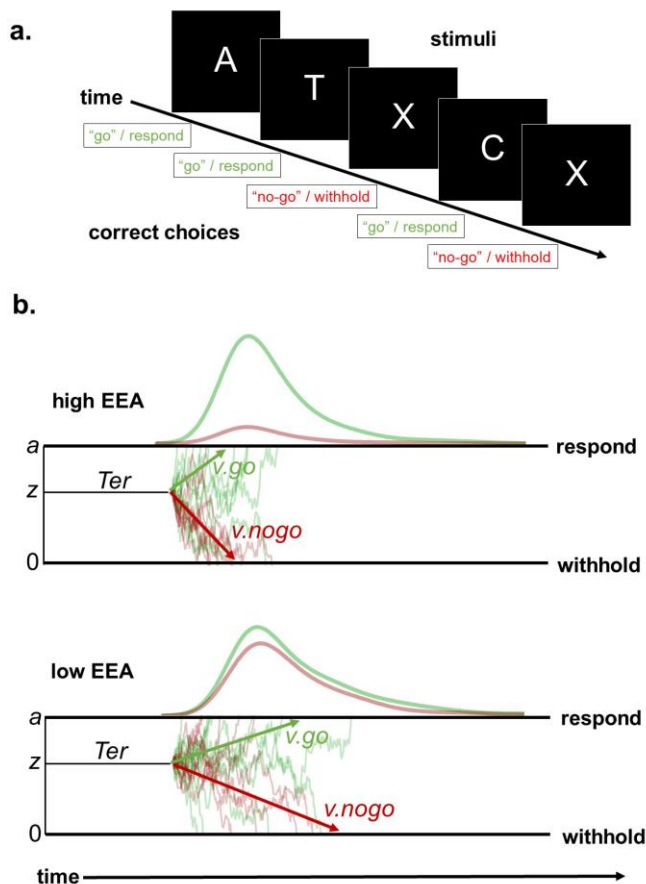 a.
stimuli
A
T
X
C
X
time
"go" / respond
"go" / respond
"no-go" / withhold
"go" / respond
"no-go" / withhold
correct choices
b.
high EEA
a
respond
Ter
v.go
z
v.nogo
0
withhold
low EEA
a
respond
Ter
v.go
z
v.nogo
0
withhold
time